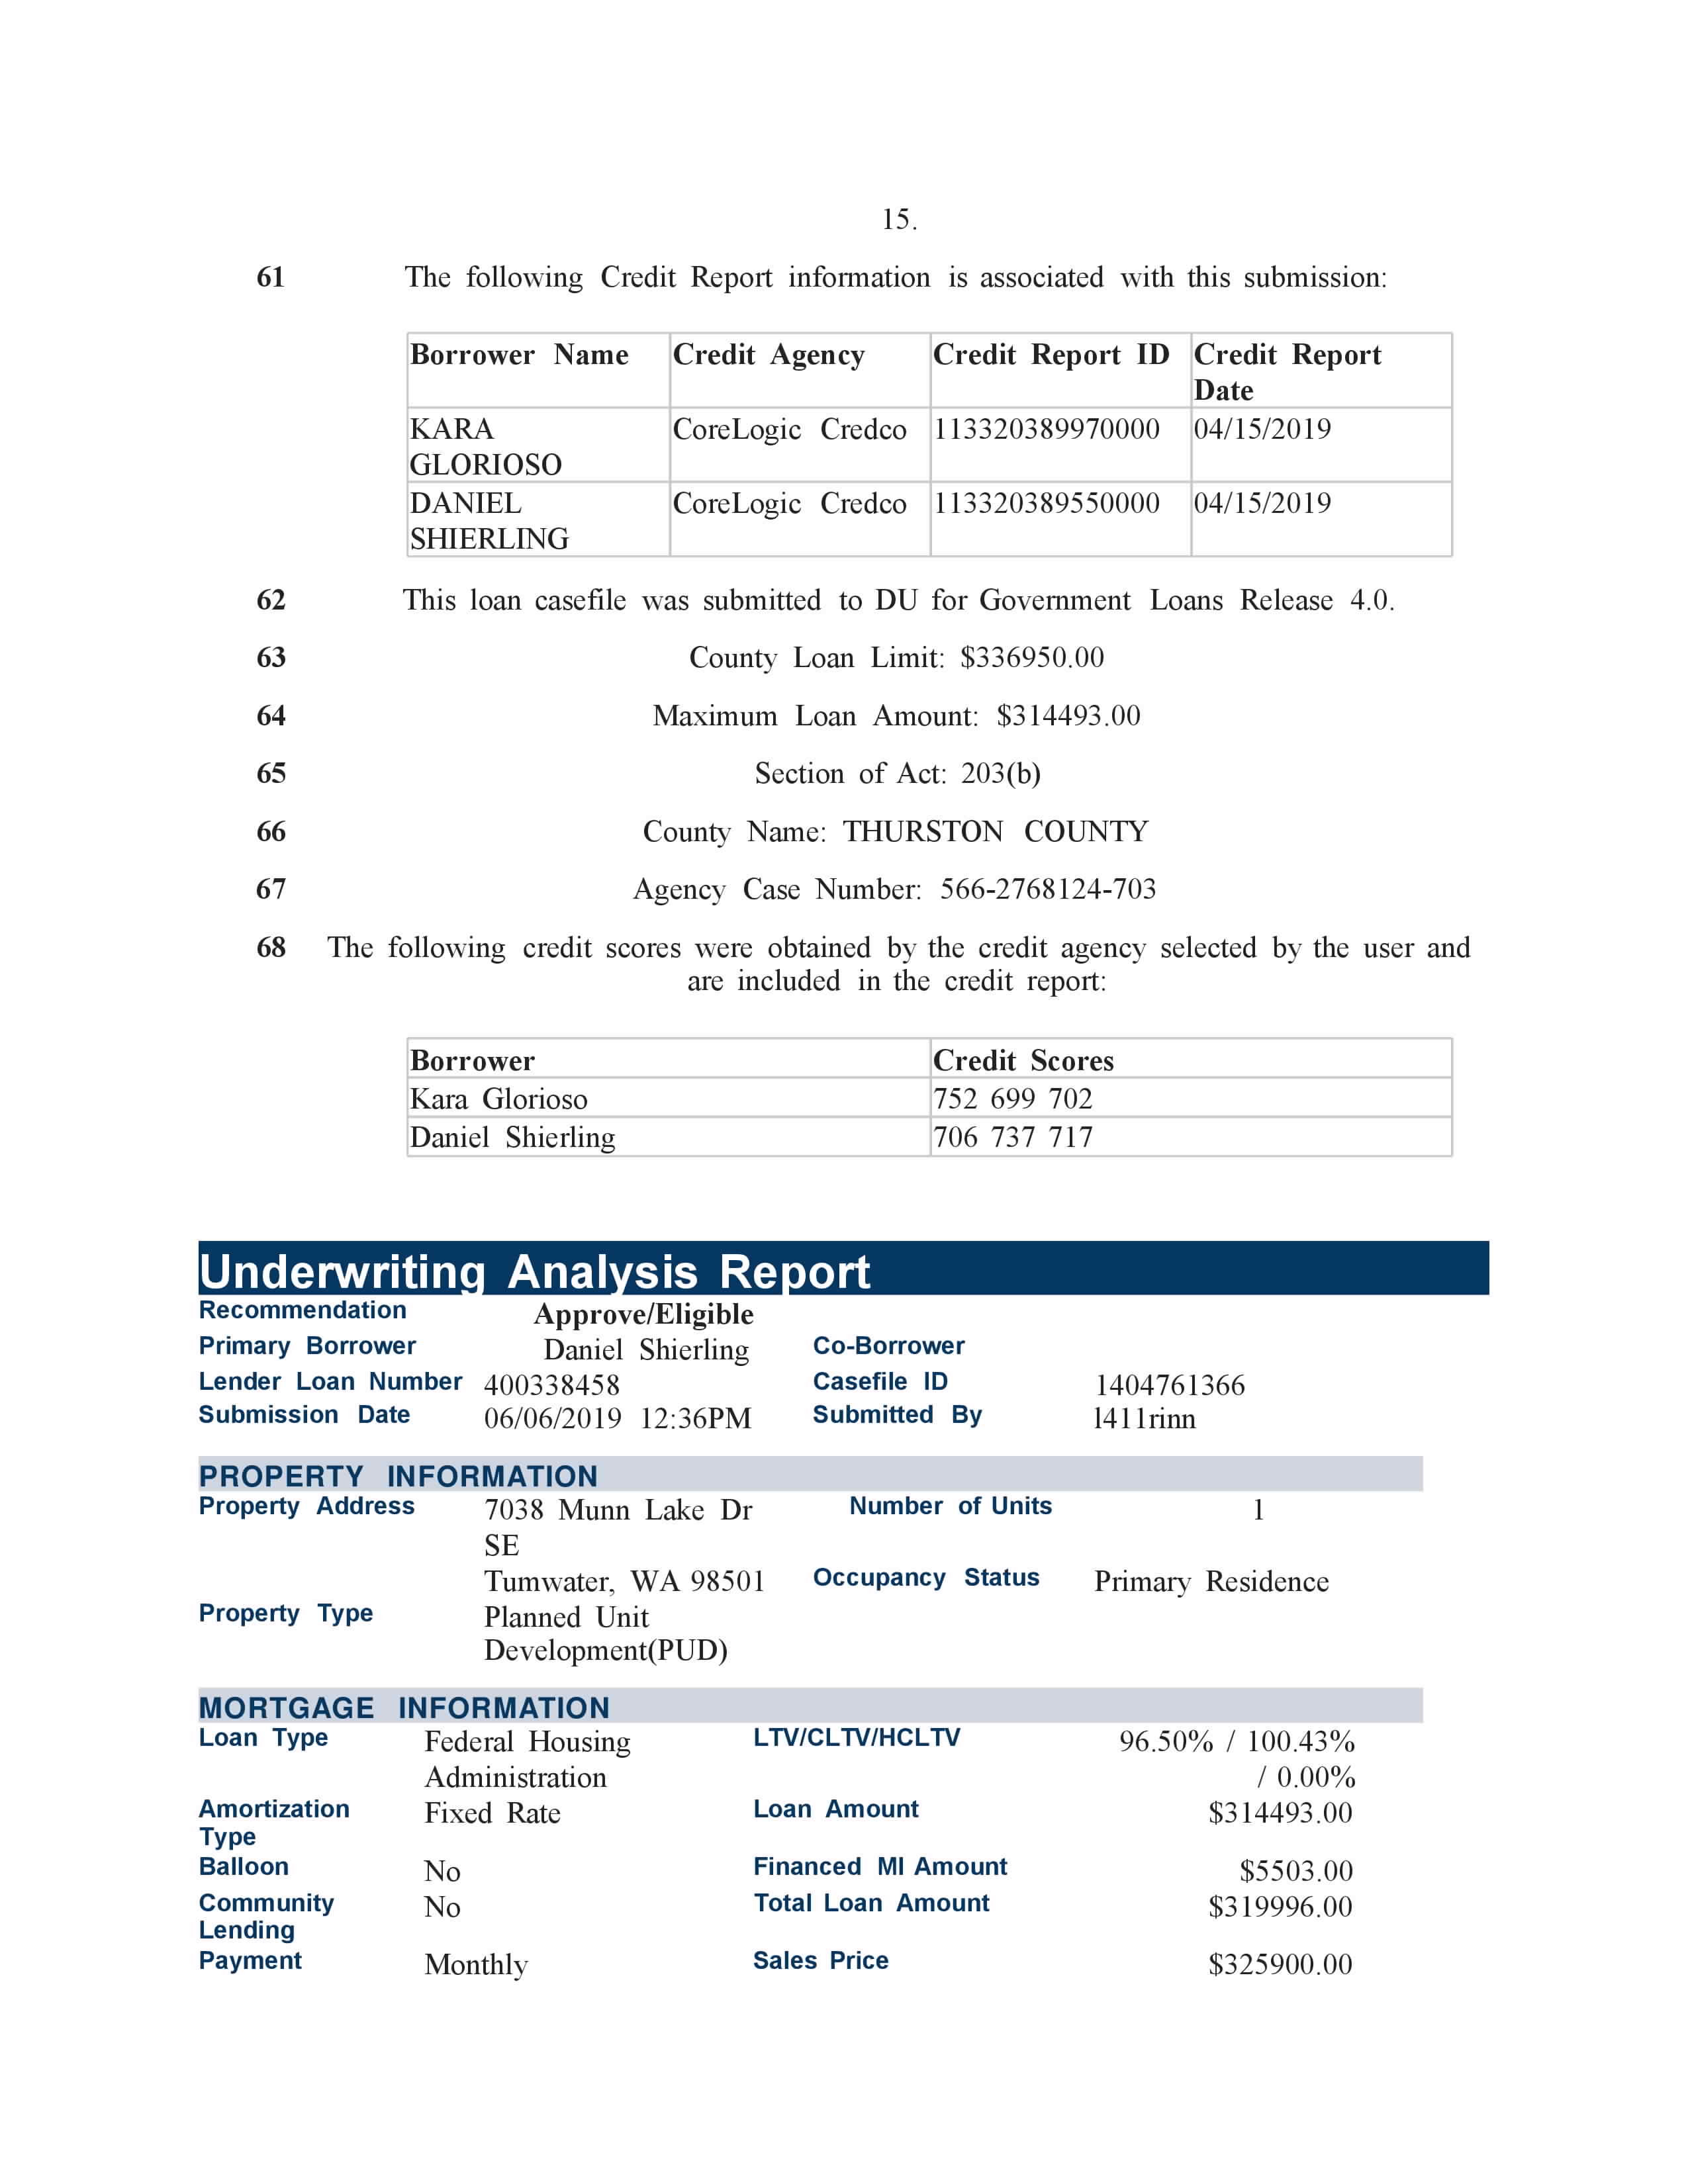 15.
61 The following Credit Report information is associated with this submission:
Borrower Name Credit Agency Credit Report ID Credit Report
Date
KARA CoreLogic Credco 113320389970000 04/15/2019
GLORIOSO
DANIEL CoreLogic Credco 113320389550000 04/15/2019
SHIERLING
62 This loan casefile was submitted to DU for Government Loans Release 4.0.
63 County Loan Limit: $336950.00
64 Maximum Loan Amount: $314493.00
65 Section of Act: 203(b)
66 County Name: THURSTON COUNTY
67 Agency Case Number: 566-2768124-703
68 The following credit scores were obtained by the credit agency selected by the user and
are included in the credit report:
Borrower Credit Scores
Kara Glorioso 752 699 702
Daniel Shierling 706 737 717
Underwriting Analysis Report
Recommendation Approve/Eligible
Primary Borrower Daniel Shierling Co-Borrower
Lender Loan Number 400338458 Casefile ID 1404761366
Submission Date 06/06/2019 12:36PM Submitted By l411rinn
PROPERTY INFORMATION
Property Address 7038 Munn Lake Dr Number of Units 1
SE
Tumwater, WA 98501 Occupancy Status Primary Residence
Property Type Planned Unit
Development(PUD)
MORTGAGE INFORMATION
Loan Type Federal Housing LTV/CLTV/HCLTV 96.50% / 100.43%
Administration / 0.00%
Amortization Fixed Rate Loan Amount $314493.00
Type
Balloon No Financed MI Amount $5503.00
Community No Total Loan Amount $319996.00
Lending
Payment Monthly Sales Price $325900.00